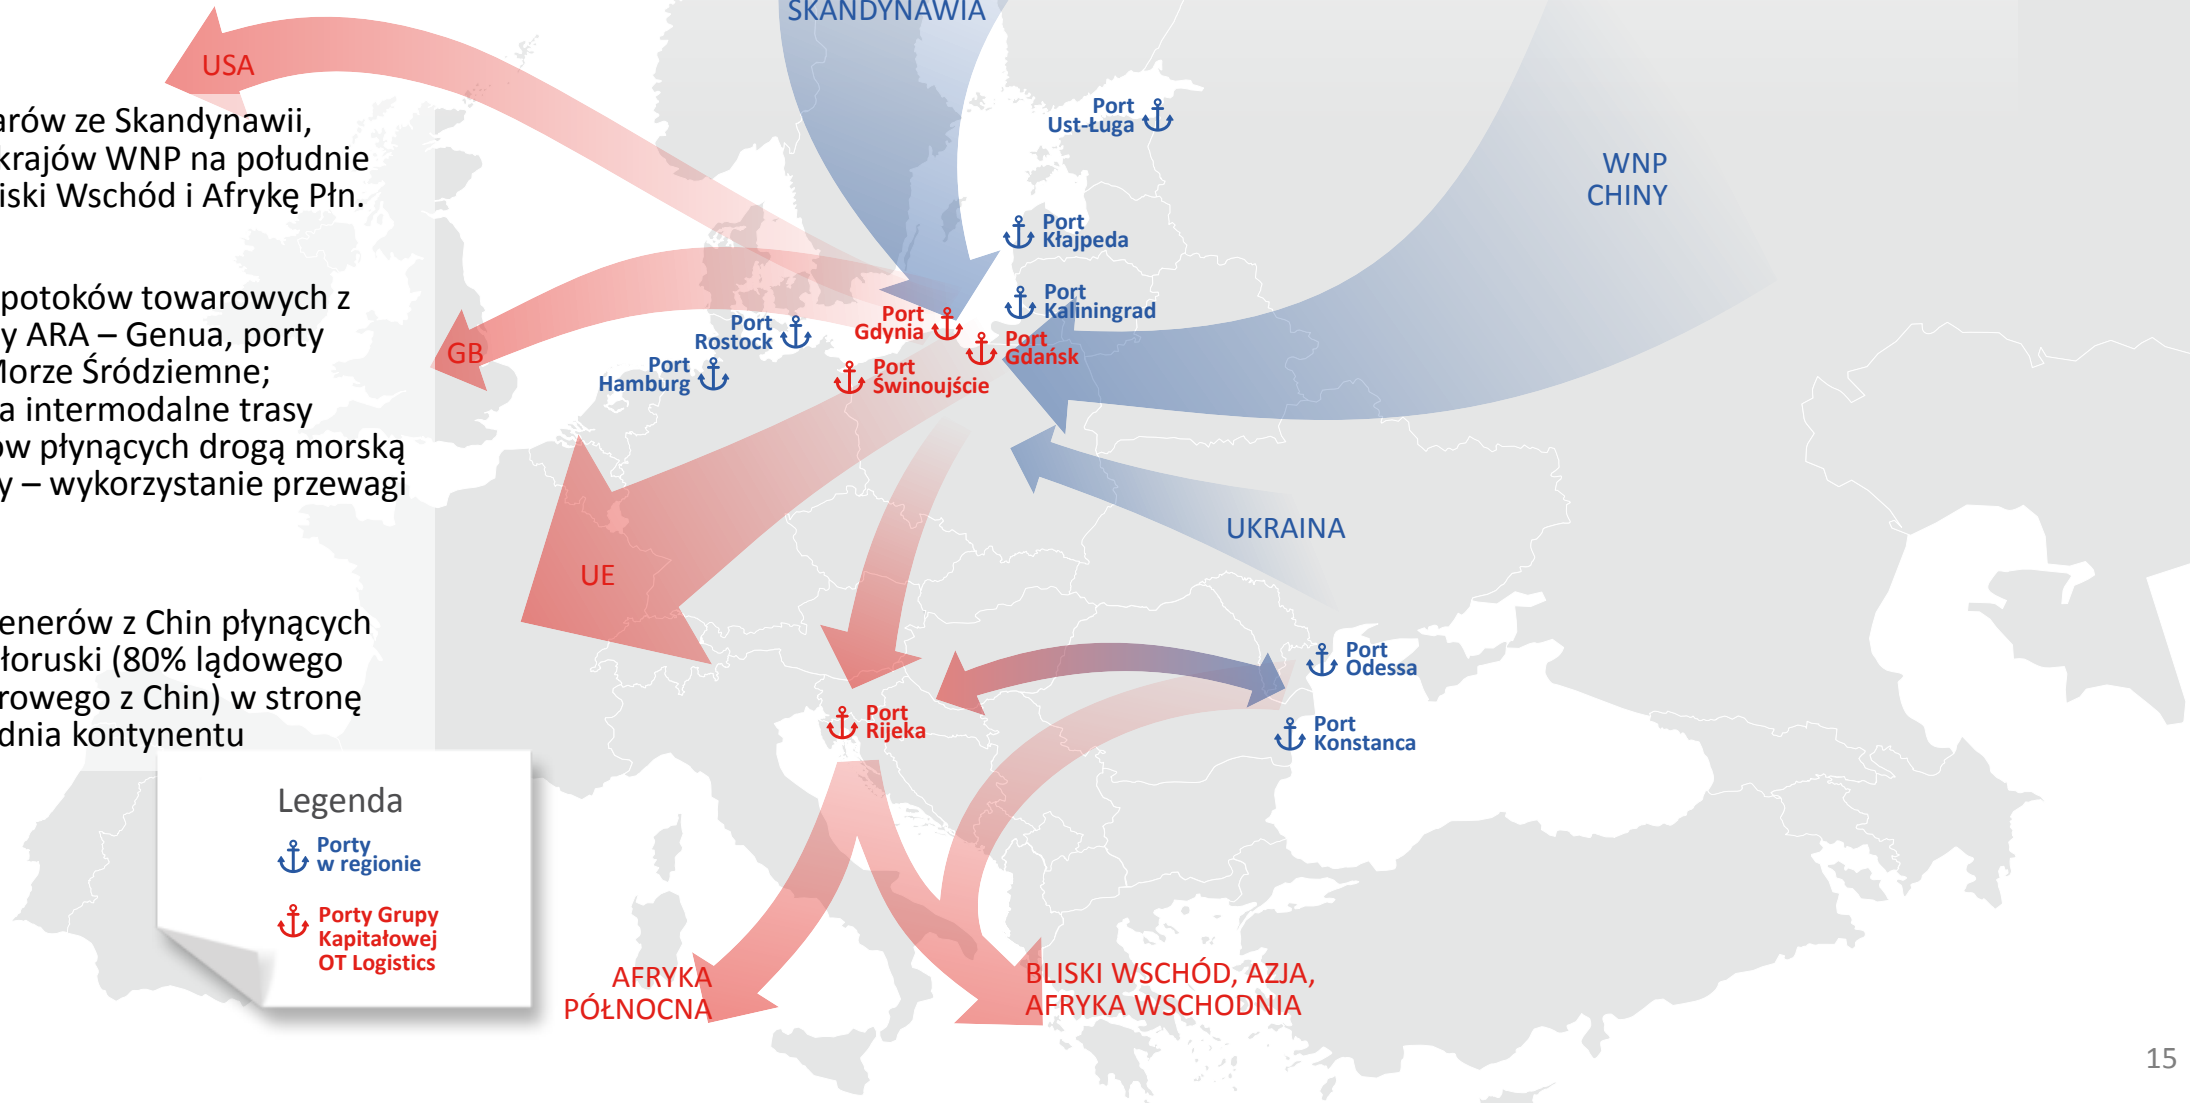 SKANDYNAWIA
USA
arów ze Skandynawii,
krajów WNP na południe
iski Wschód i Afrykę Płn.
potoków towarowych z
y ARA – Genua, porty
Morze Śródziemne;
a intermodalne trasy
ów płynących drogą morską
y – wykorzystanie przewagi
enerów z Chin płynących
łoruski (80% lądowego
rowego z Chin) w stronę
dnia kontynentu
Port
Ust-Ługa
WNP
CHINY
Port
Kłajpeda
Port
Kaliningrad
Port
Gdynia
Port
Gdańsk
Port
Rostock
Port
Hamburg
Port
Świnoujście
GB
UKRAINA
UE
Port
Odessa
Port
Konstanca
Port
Rijeka
Legenda
Porty
w regionie
Porty Grupy
Kapitałowej
OT Logistics
AFRYKA
PÓŁNOCNA
BLISKI WSCHÓD, AZJA,
AFRYKA WSCHODNIA
15